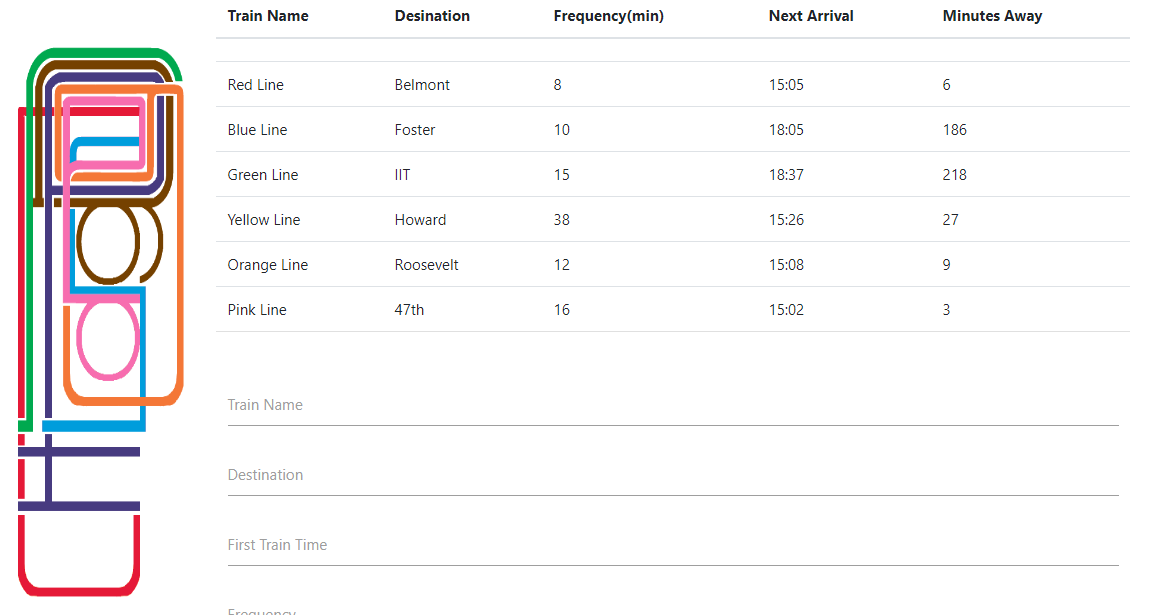 Train Name Desination Frequency(min) Next Arrival Minutes Away
Red Line Belmont 8 15:05 6
Blue Line Foster 10 18:05 186
Green Line IIT 15 18:37 218
Yellow Line Howard 38 15:26 27
Orange Line Roosevelt 12 15:08 9
Pink Line 47th 16 15:02 3
Train Name
Destination
First Train Time
Frequency